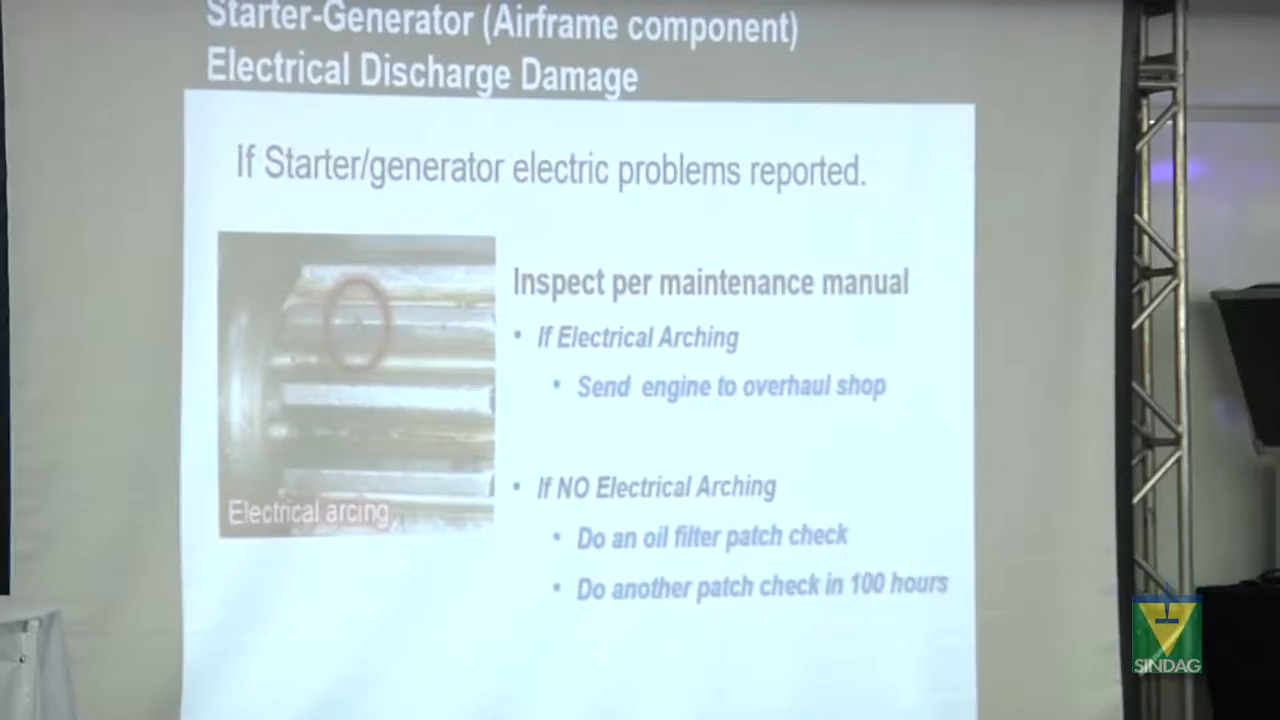 Starter-Generator (Airframe component)
Electrical Discharge Damage
If Starter/generator electric problems reported.
Inspect per maintenance manual
• If Electrical Arching
• Send engine to overhaul shop
• If NO Electrical Arching
• Do an oil filter patch check
• Do another patch check in 100 hours
Electrical arcing
SINDAG